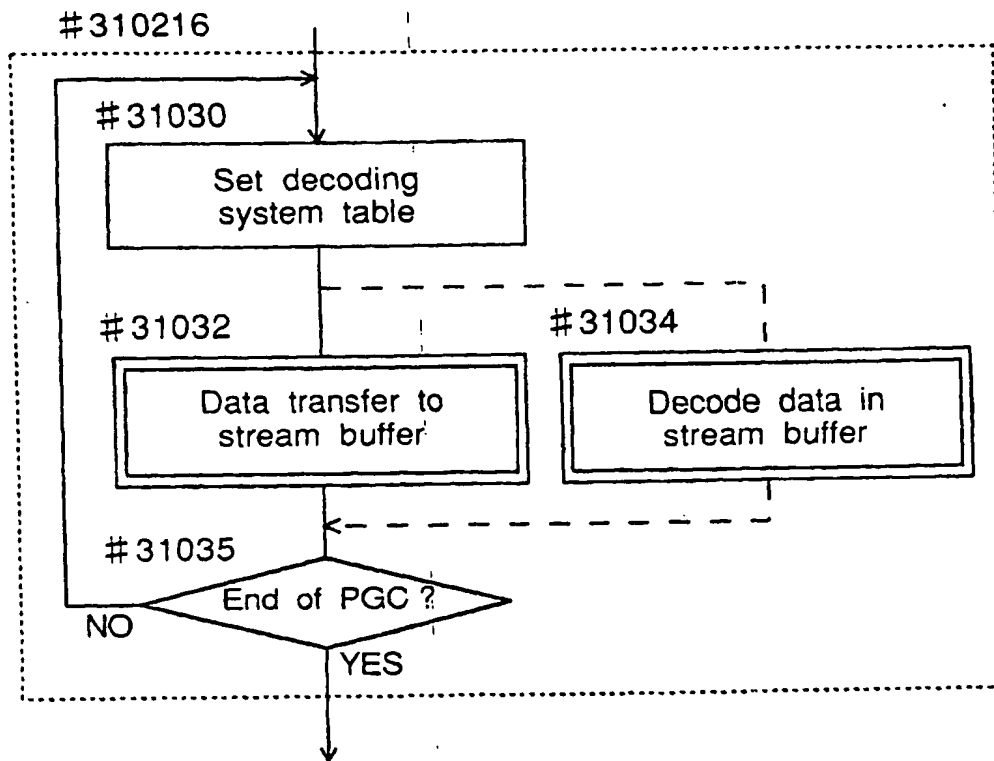 #310216
#31030
Set decoding
system table
#31032
#31034
Data transfer to
stream buffer
Decode data in
stream buffer
#31035
End of PGC ?
NO
YES